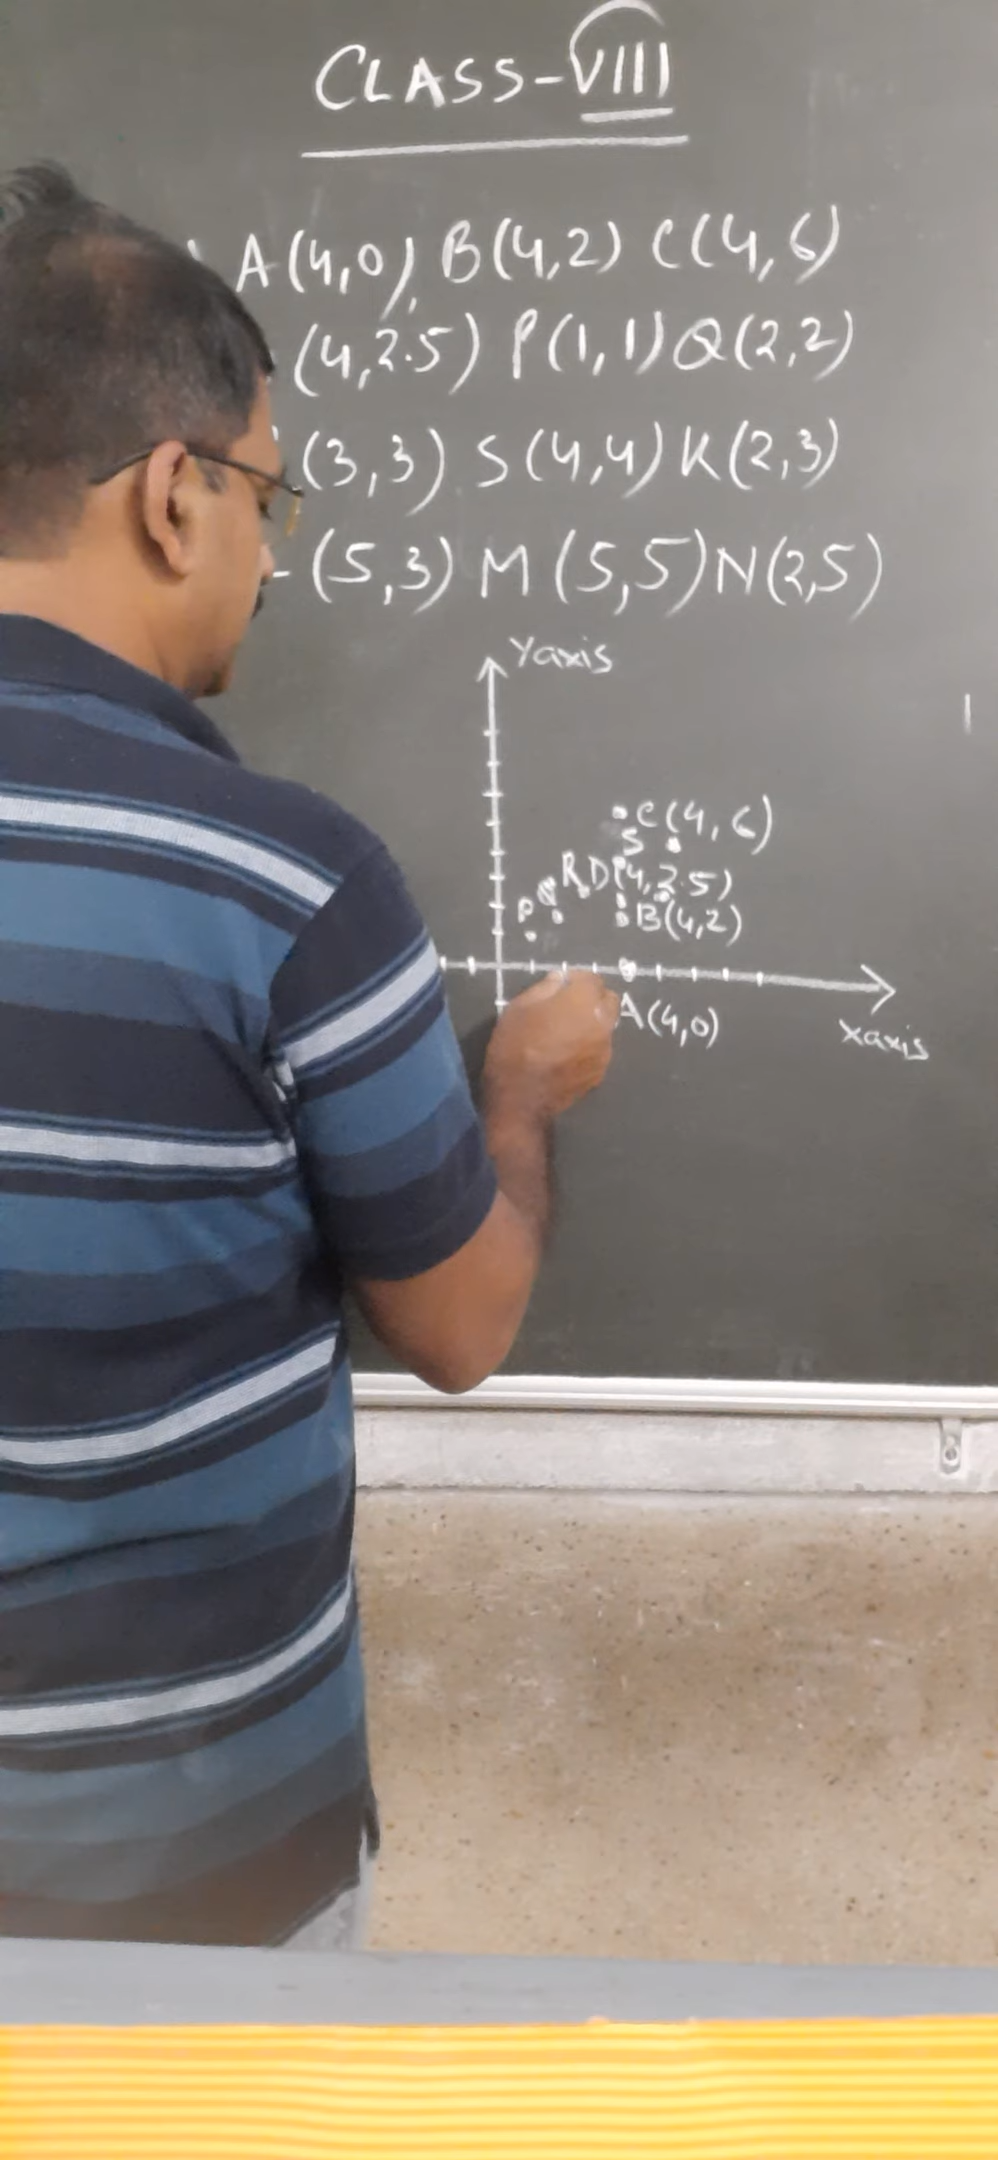 CLASS-VIII
A(4,0), B(4,2) C(4,6)
(4,2.5) P(1,1) Q(2,2)
(3,3) S(4,4) K(2,3)
(5,3) M(5,5) N(2,5)
Yaxis
C(4,6)
S
R D(4,2.5)
P Q B(4,2)
A(4,0)
xaxis